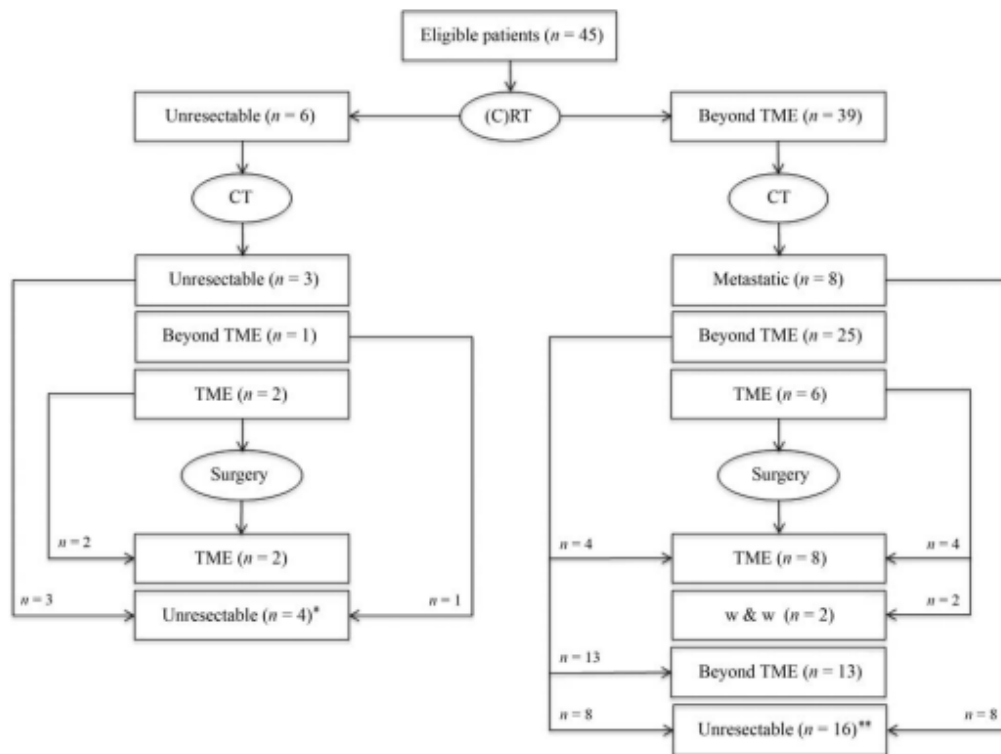 Eligible patients (n = 45)
Unresectable (n = 6)
(C)RT
Beyond TME (n = 39)
CT
CT
Unresectable (n = 3)
Metastatic (n = 8)
Beyond TME (n = 1)
Beyond TME (n = 25)
TME (n = 2)
TME (n = 6)
Surgery
Surgery
n = 2
TME (n = 2)
n = 4
TME (n = 8)
n = 4
n = 3
Unresectable (n = 4)*
n = 1
w & w (n = 2)
n = 2
n = 13
Beyond TME (n = 13)
n = 8
Unresectable (n = 16)**
n = 8